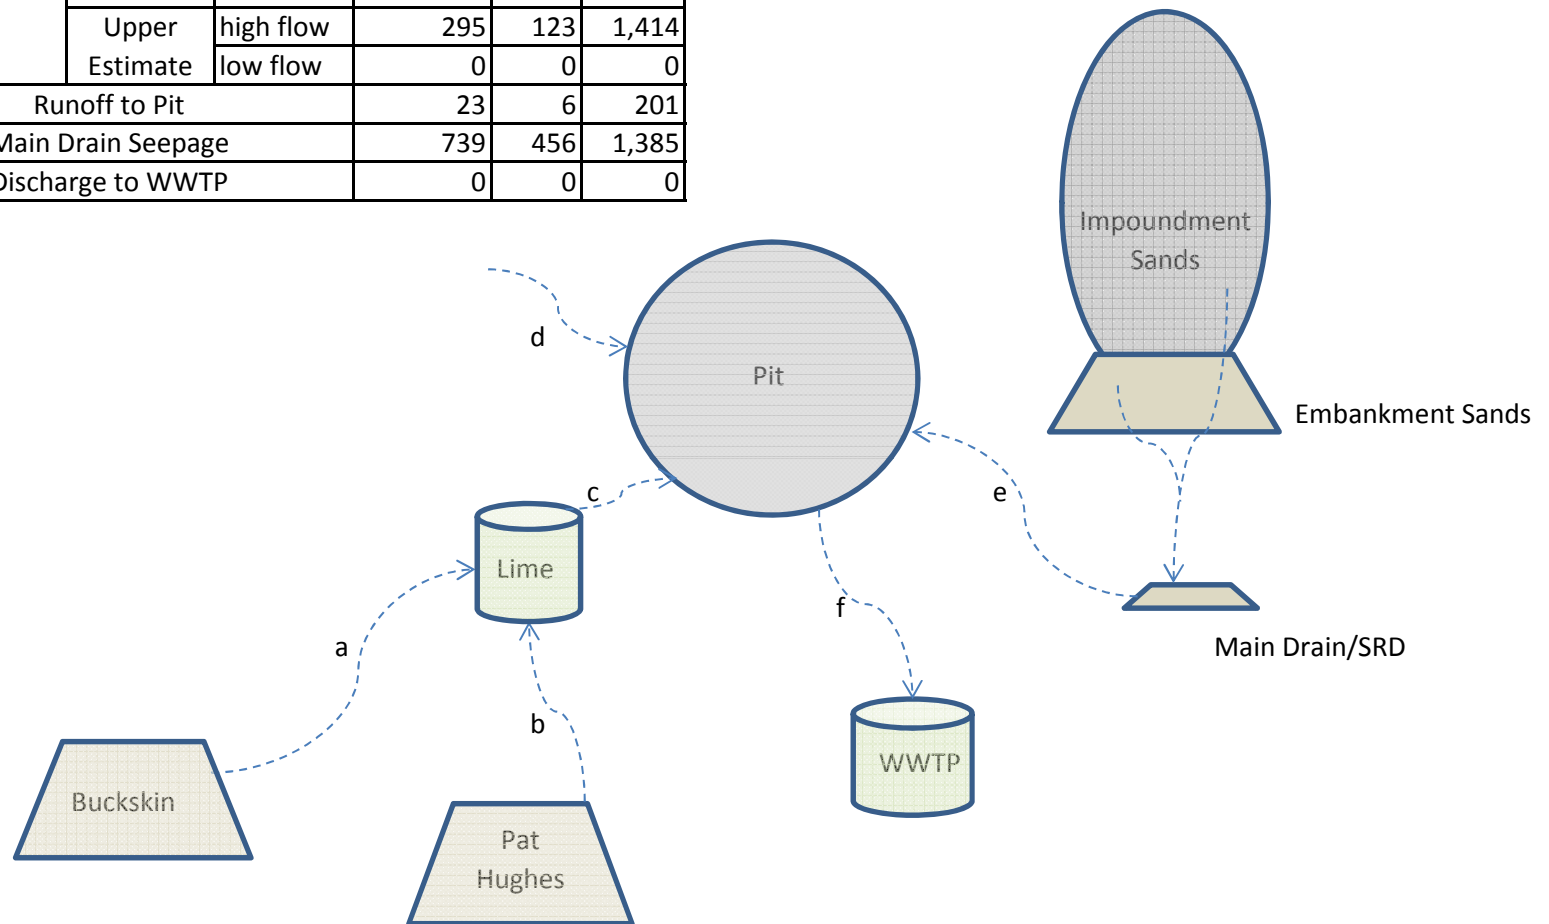 Upper high flow 295 123 1,414
Estimate low flow 0 0 0
Runoff to Pit 23 6 201
Main Drain Seepage 739 456 1,385
Discharge to WWTP 0 0 0
Impoundment
Sands
d
Pit
Embankment Sands
c
e
Lime
f
a
Main Drain/SRD
b
WWTP
Buckskin
Pat
Hughes